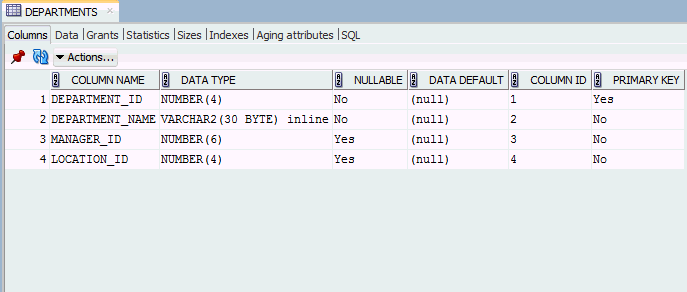 DEPARTMENTS
Columns Data Grants Statistics Sizes Indexes Aging attributes SQL
Actions...
COLUMN NAME DATA TYPE NULLABLE DATA DEFAULT COLUMN ID PRIMARY KEY
1 DEPARTMENT_ID NUMBER(4) No (null) 1 Yes
2 DEPARTMENT_NAME VARCHAR2(30 BYTE) inline No (null) 2 No
3 MANAGER_ID NUMBER(6) Yes (null) 3 No
4 LOCATION_ID NUMBER(4) Yes (null) 4 No